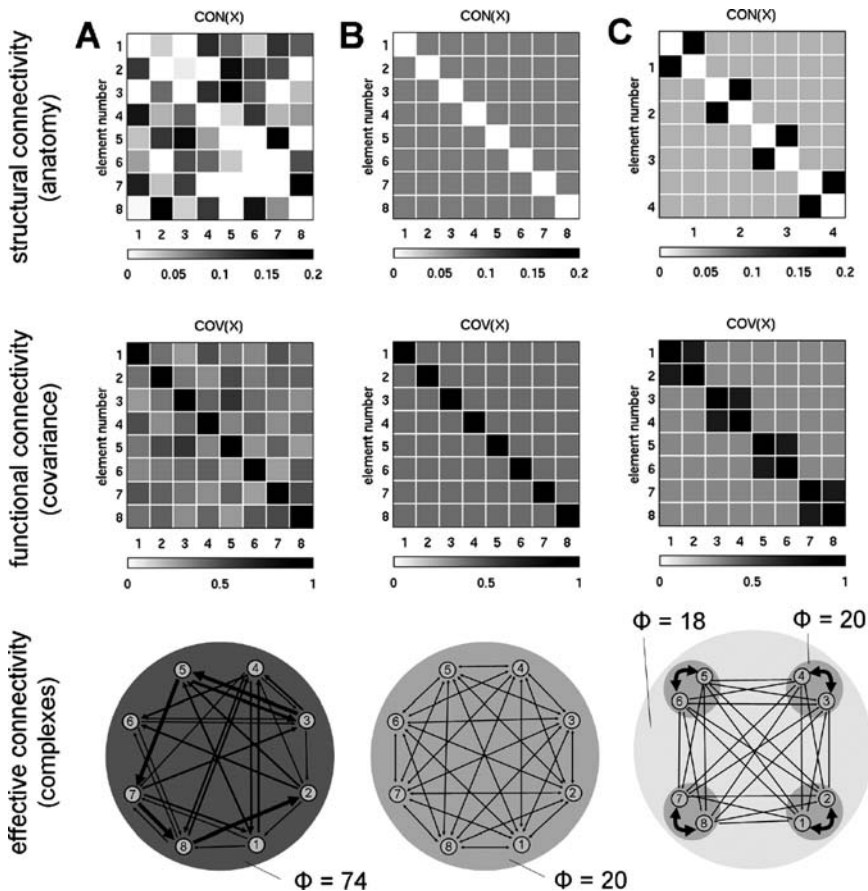 A
CON(X)
structural connectivity
(anatomy)
element number
1
2
3
4
5
6
7
8
1 2 3 4 5 6 7 8
0 0.05 0.1 0.15 0.2
B
CON(X)
element number
1
2
3
4
5
6
7
8
1 2 3 4 5 6 7 8
0 0.05 0.1 0.15 0.2
C
CON(X)
element number
1
2
3
4
1 2 3 4
0 0.05 0.1 0.15 0.2
functional connectivity
(covariance)
COV(X)
element number
1
2
3
4
5
6
7
8
1 2 3 4 5 6 7 8
0 0.5 1
COV(X)
element number
1
2
3
4
5
6
7
8
1 2 3 4 5 6 7 8
0 0.5 1
COV(X)
element number
1
2
3
4
5
6
7
8
1 2 3 4 5 6 7 8
0 0.5 1
effective connectivity
(complexes)
5 4
6 3
7 2
8 1
Φ = 74
5 4
6 3
7 2
8 1
Φ = 20
Φ = 18 Φ = 20
5 4
6 3
7 2
8 1